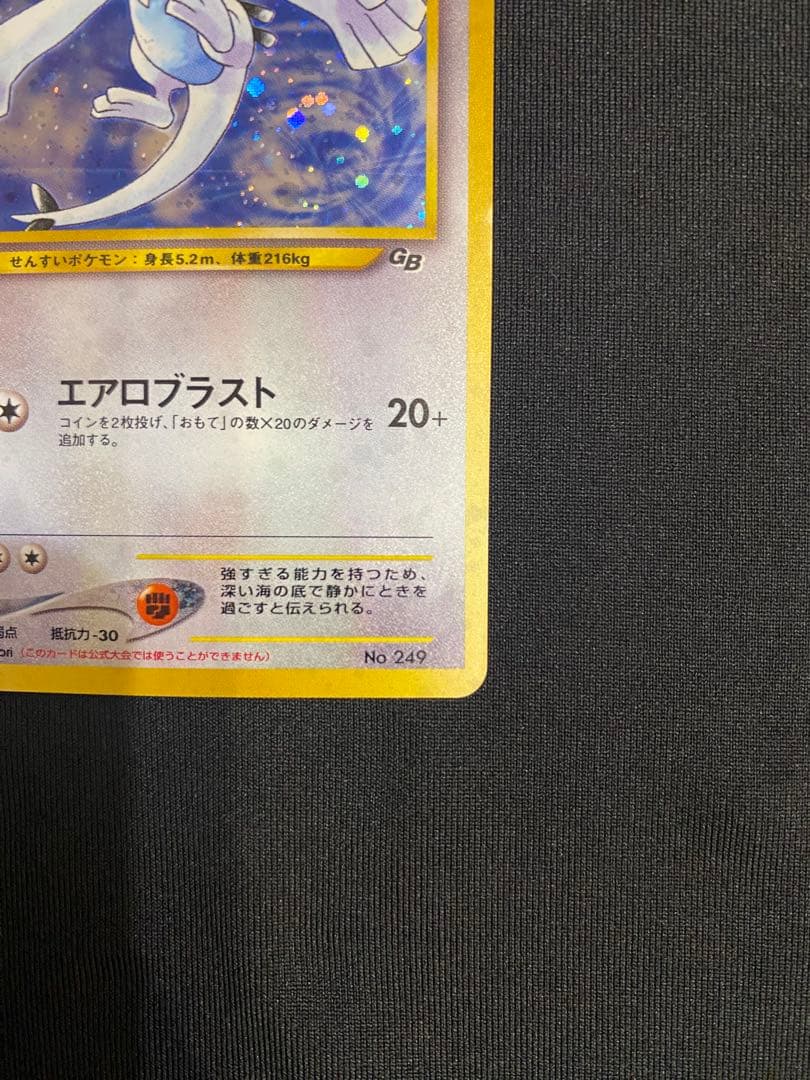 せんすいポケモン：身長5.2m、体重216kg
GB
エアロブラスト
20+
コインを2枚投げ、「おもて」の数×20のダメージを
追加する。
強すぎる能力を持つため、
深い海の底で静かにときを
過ごすと伝えられる。
弱点 抵抗力-30
ori（このカードは公式大会では使うことができません） No 249